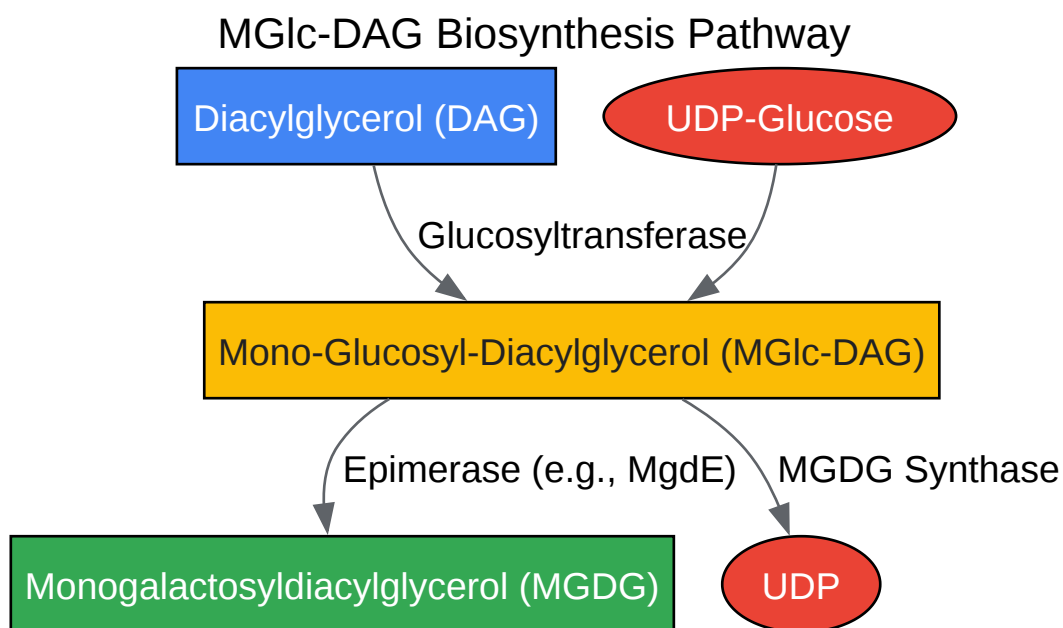 MGlc-DAG Biosynthesis Pathway
Diacylglycerol (DAG)
UDP-Glucose
Glucosyltransferase
Mono-Glucosyl-Diacylglycerol (MGlc-DAG)
Epimerase (e.g., MgdE)
MGDG Synthase
Monogalactosyldiacylglycerol (MGDG)
UDP